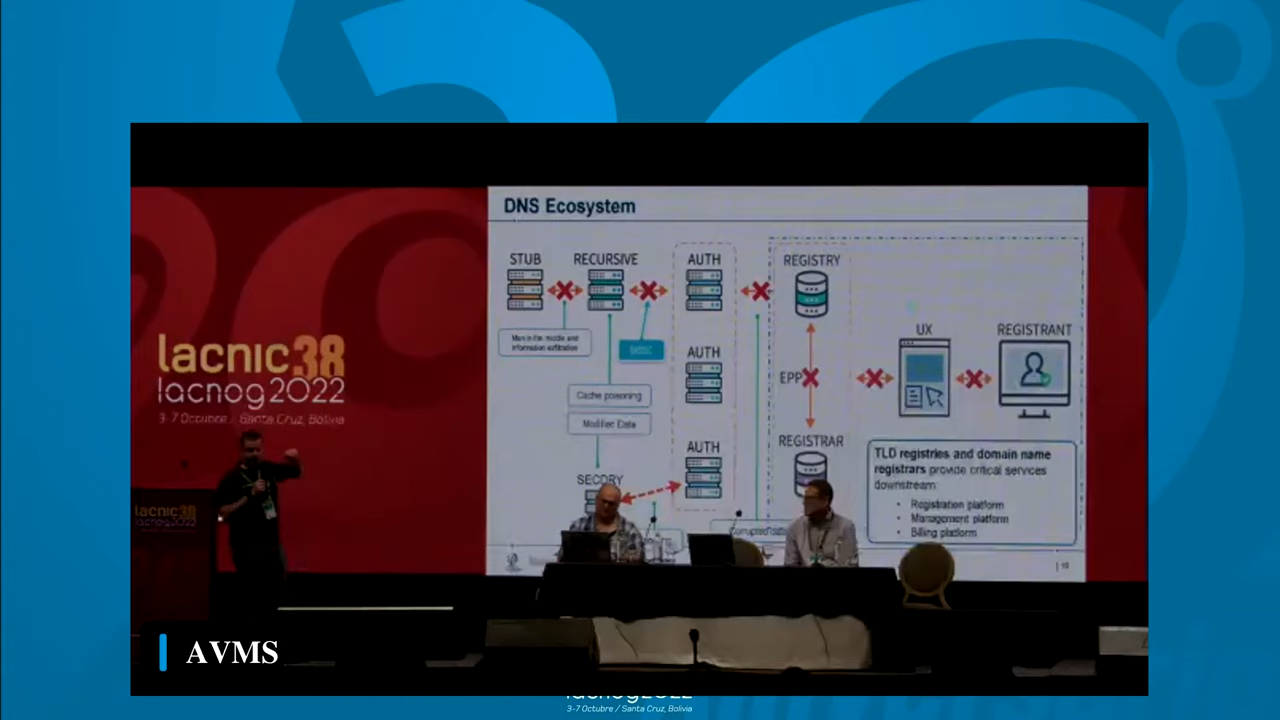 DNS Ecosystem
STUB
RECURSIVE
AUTH
REGISTRY
Man in the middle and
information exfiltration
UX
REGISTRANT
AUTH
EPP
Cache poisoning
Modified Data
AUTH
REGISTRAR
SECDRY
TLD registries and domain name
registrars provide critical services
downstream:
• Registration platform
• Management platform
• Billing platform
lacnic38
lacnog2022
3-7 Octubre / Santa Cruz, Bolivia
lacnic38
AVMS
lacnog2022
3-7 Octubre / Santa Cruz, Bolivia